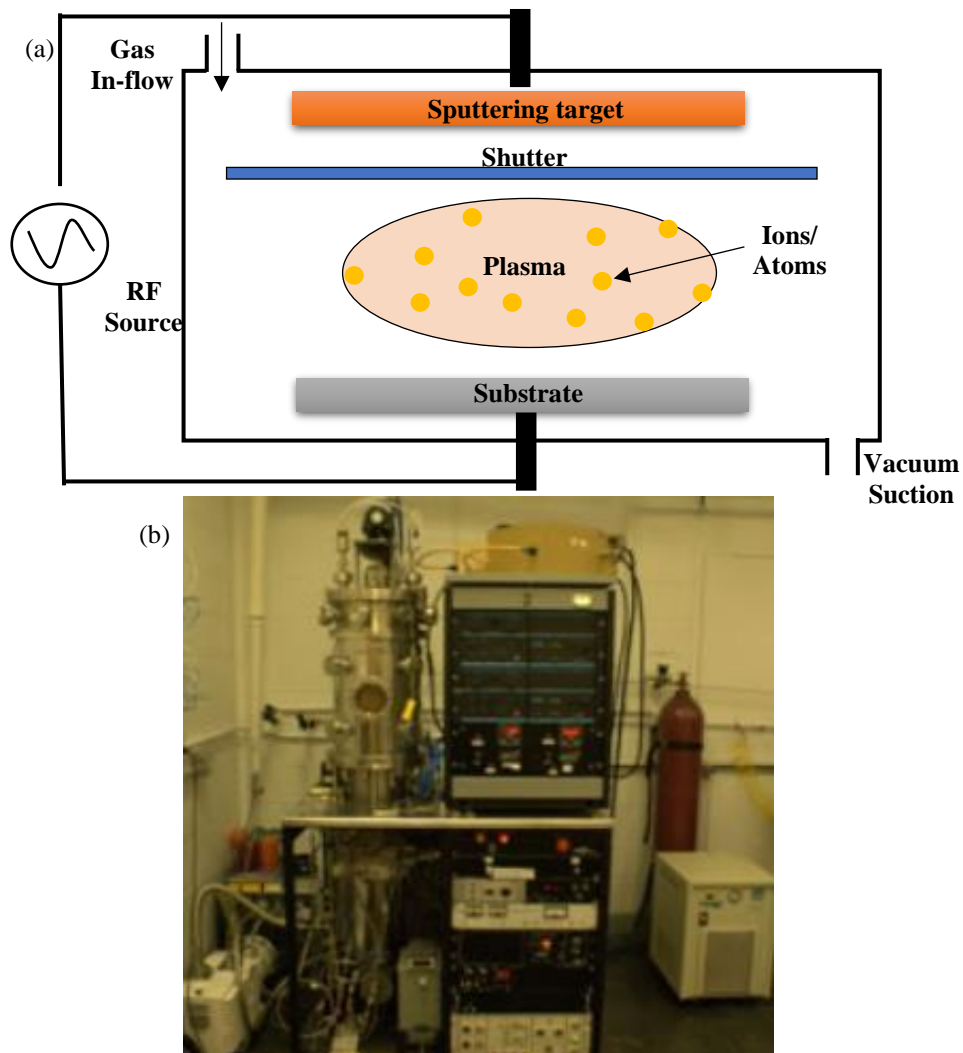 (a)
Gas
In-flow
Sputtering target
Shutter
Plasma
Ions/
Atoms
RF
Source
Substrate
Vacuum
Suction
(b)